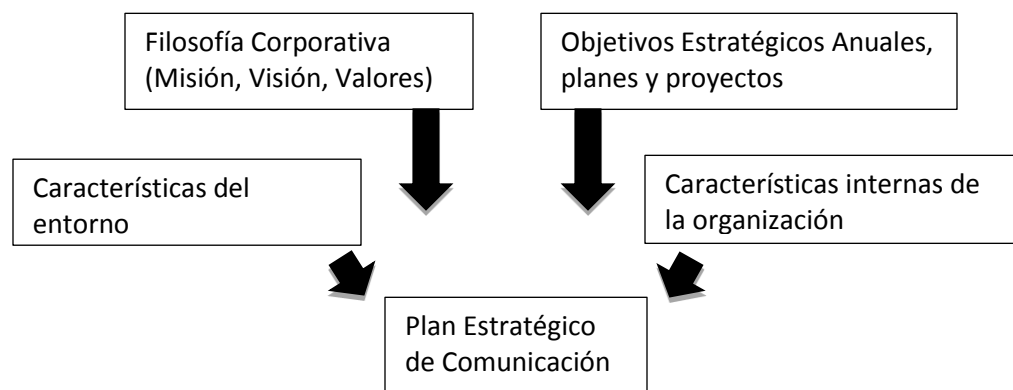 Filosofía Corporativa
(Misión, Visión, Valores)
Objetivos Estratégicos Anuales,
planes y proyectos
Características del
entorno
Características internas de
la organización
Plan Estratégico
de Comunicación